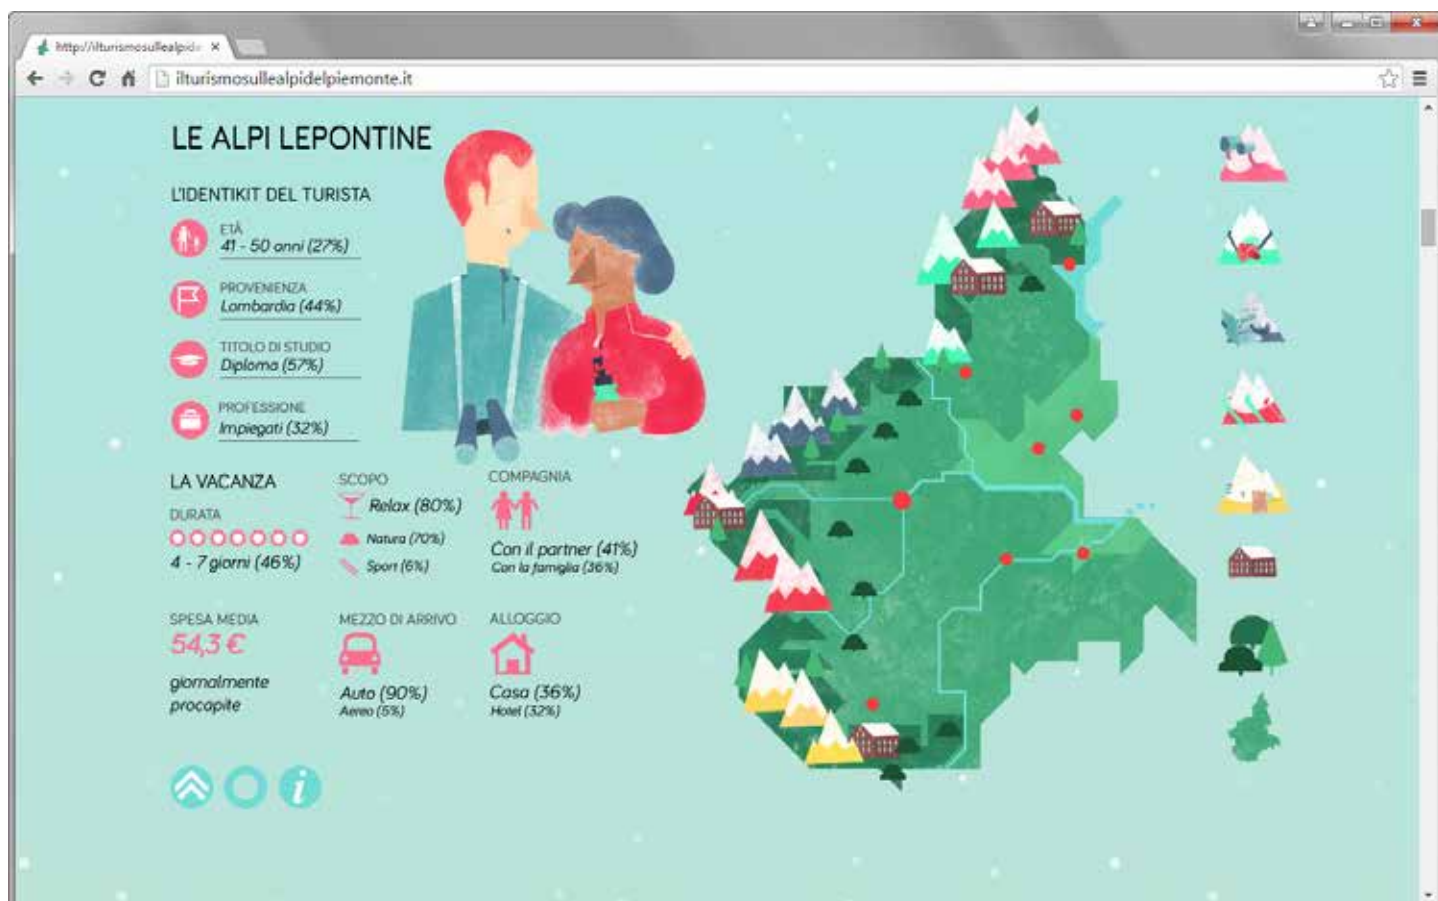 http://ilturismosullealpid
ilturismosullealpidelpiemonte.it
LE ALPI LEPONTINE
L'IDENTIKIT DEL TURISTA
ETÀ
41 - 50 anni (27%)
PROVENIENZA
Lombardia (44%)
TITOLO DI STUDIO
Diploma (57%)
PROFESSIONE
Impiegati (32%)
LA VACANZA
DURATA
4 - 7 giorni (46%)
SCOPO
Relax (80%)
Natura (70%)
Sport (6%)
COMPAGNIA
Con il partner (41%)
Con la famiglia (36%)
SPESA MEDIA
54,3 €
giornalmente
procapite
MEZZO DI ARRIVO
Auto (90%)
Aereo (5%)
ALLOGGIO
Casa (36%)
Hotel (32%)
i